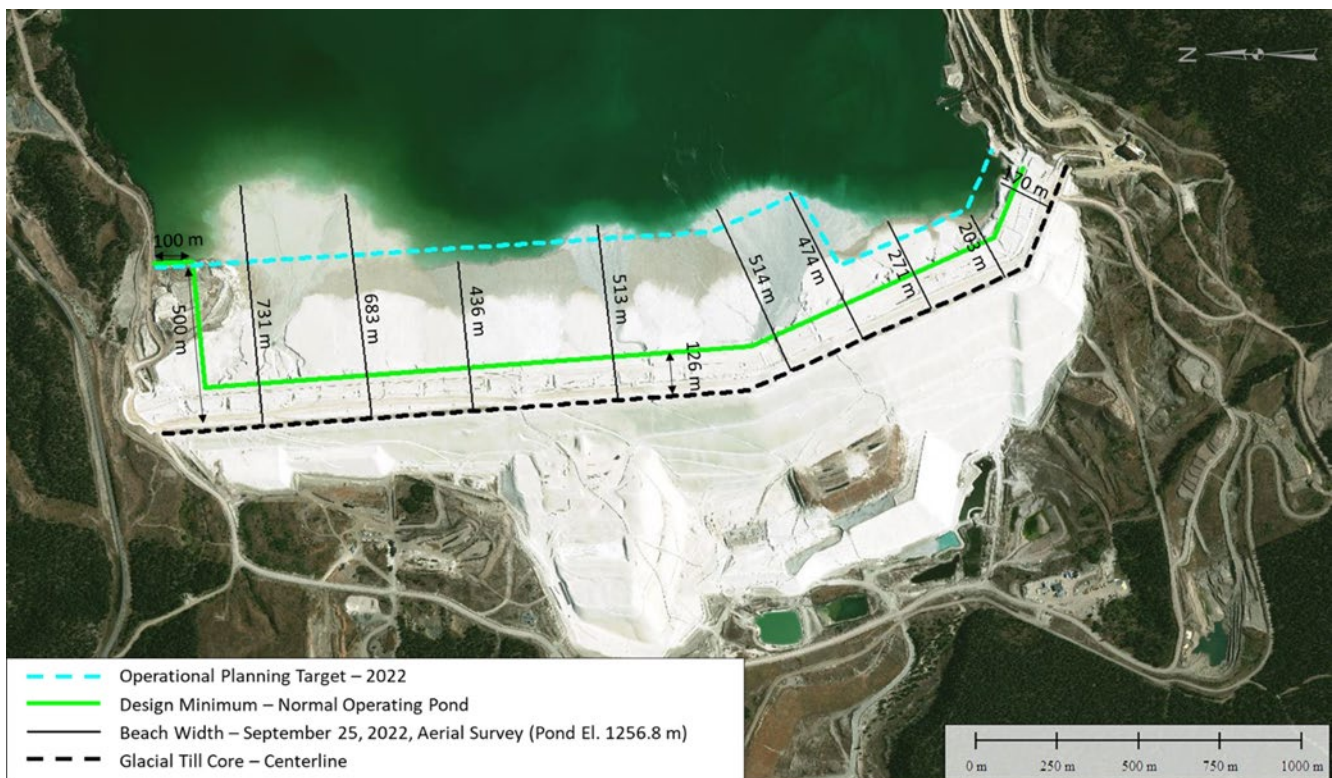 N
100 m
500 m
731 m
683 m
436 m
513 m
126 m
514 m
474 m
271 m
203 m
170 m
Operational Planning Target – 2022
Design Minimum – Normal Operating Pond
Beach Width – September 25, 2022, Aerial Survey (Pond El. 1256.8 m)
Glacial Till Core – Centerline
0 m 250 m 500 m 750 m 1000 m